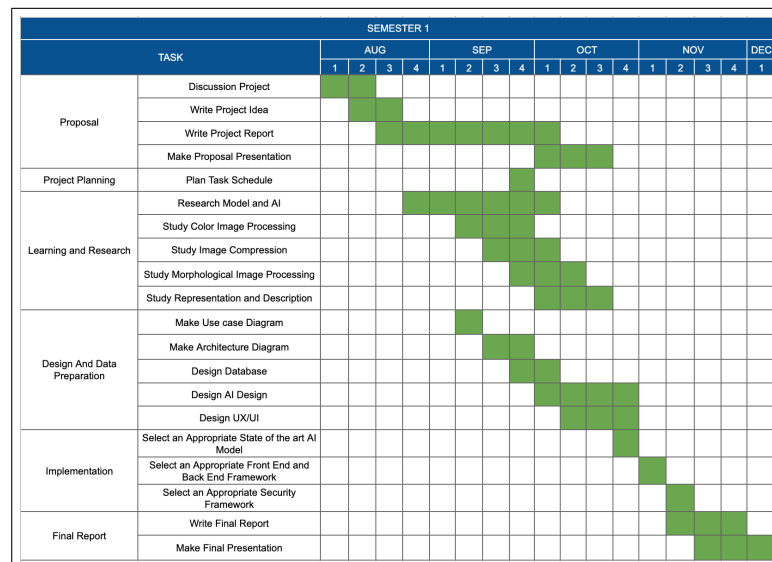 SEMESTER 1
TASK
AUG SEP OCT NOV DEC
1 2 3 4 1 2 3 4 1 2 3 4 1 2 3 4 1
Proposal
Discussion Project
Write Project Idea
Write Project Report
Make Proposal Presentation
Project Planning
Plan Task Schedule
Learning and Research
Research Model and AI
Study Color Image Processing
Study Image Compression
Study Morphological Image Processing
Study Representation and Description
Design And Data
Preparation
Make Use case Diagram
Make Architecture Diagram
Design Database
Design AI Design
Design UX/UI
Implementation
Select an Appropriate State of the art AI
Model
Select an Appropriate Front End and
Back End Framework
Select an Appropriate Security
Framework
Final Report
Write Final Report
Make Final Presentation